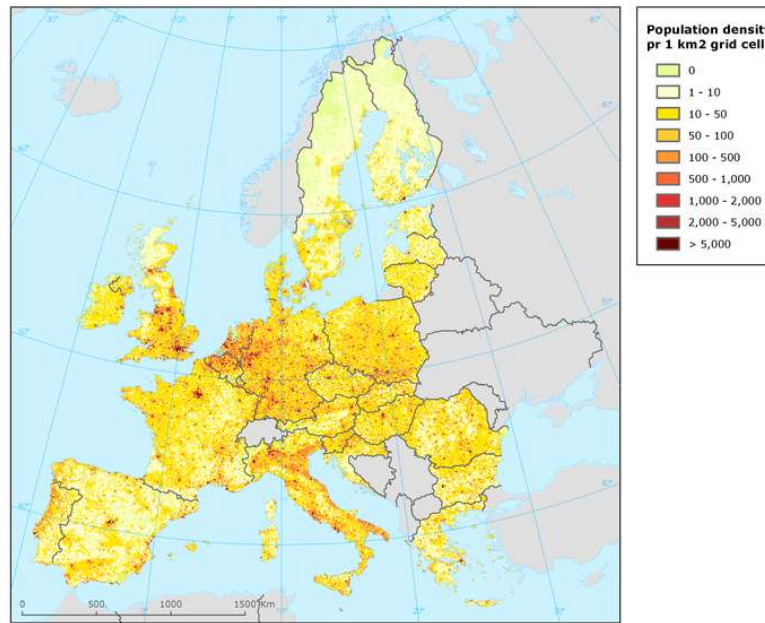 Population densit
pr 1 km2 grid cell
0
1 - 10
10 - 50
50 - 100
100 - 500
500 - 1,000
1,000 - 2,000
2,000 - 5,000
> 5,000
0 500 1000 1500 Km